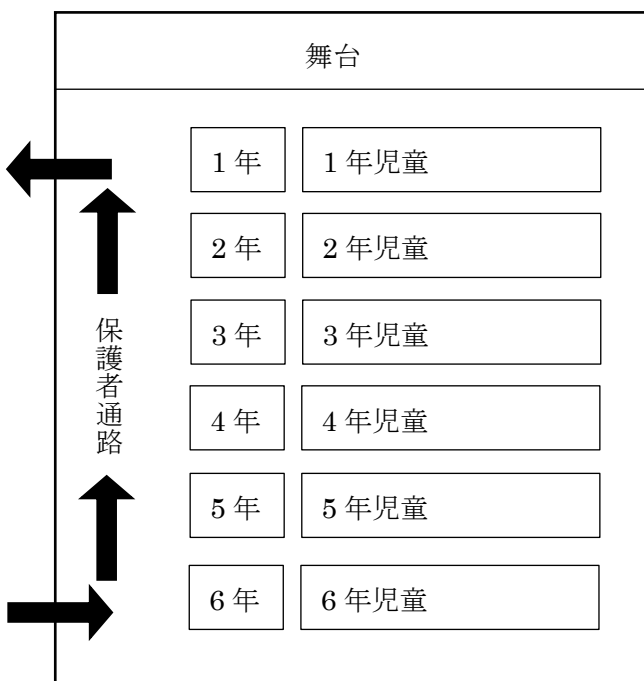 舞台
1年 1年児童
2年 2年児童
3年 3年児童
保護者通路
4年 4年児童
5年 5年児童
6年 6年児童